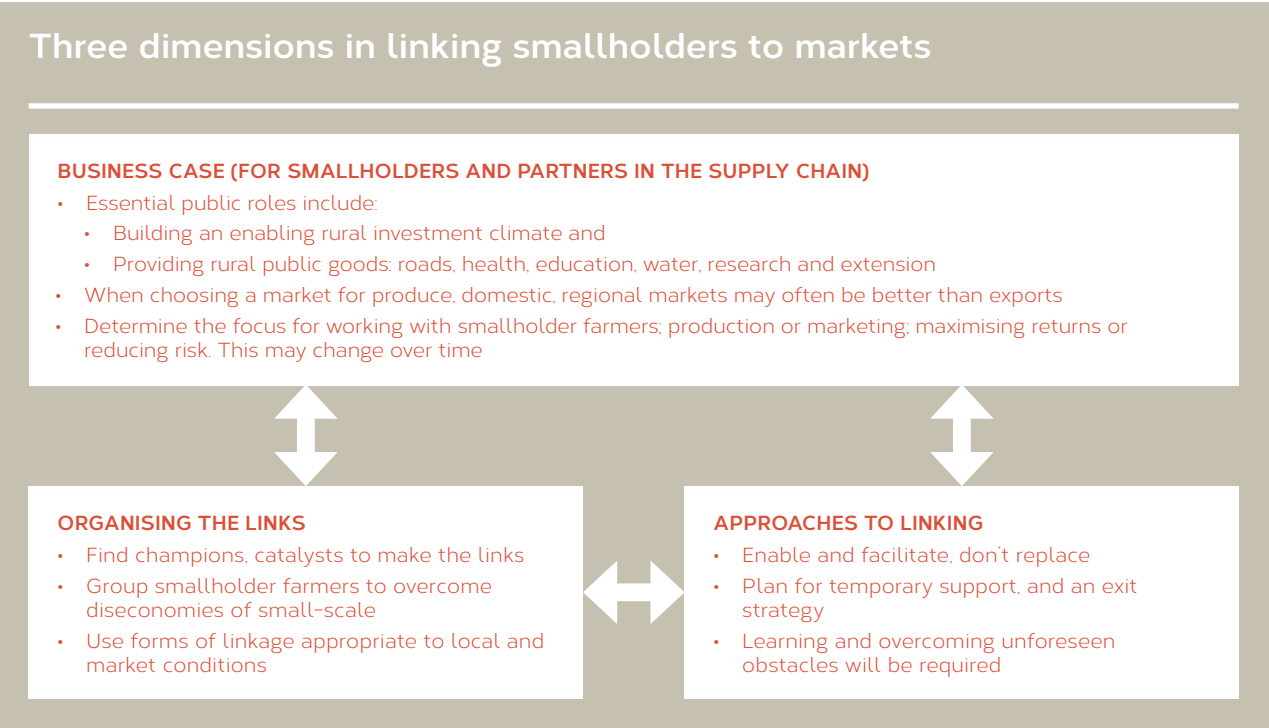 Three dimensions in linking smallholders to markets
BUSINESS CASE (FOR SMALLHOLDERS AND PARTNERS IN THE SUPPLY CHAIN)
• Essential public roles include:
• Building an enabling rural investment climate and
• Providing rural public goods: roads, health, education, water, research and extension
• When choosing a market for produce, domestic, regional markets may often be better than exports
• Determine the focus for working with smallholder farmers; production or marketing; maximising returns or
reducing risk. This may change over time
ORGANISING THE LINKS
• Find champions, catalysts to make the links
• Group smallholder farmers to overcome
diseconomies of small-scale
• Use forms of linkage appropriate to local and
market conditions
APPROACHES TO LINKING
• Enable and facilitate, don't replace
• Plan for temporary support, and an exit
strategy
• Learning and overcoming unforeseen
obstacles will be required